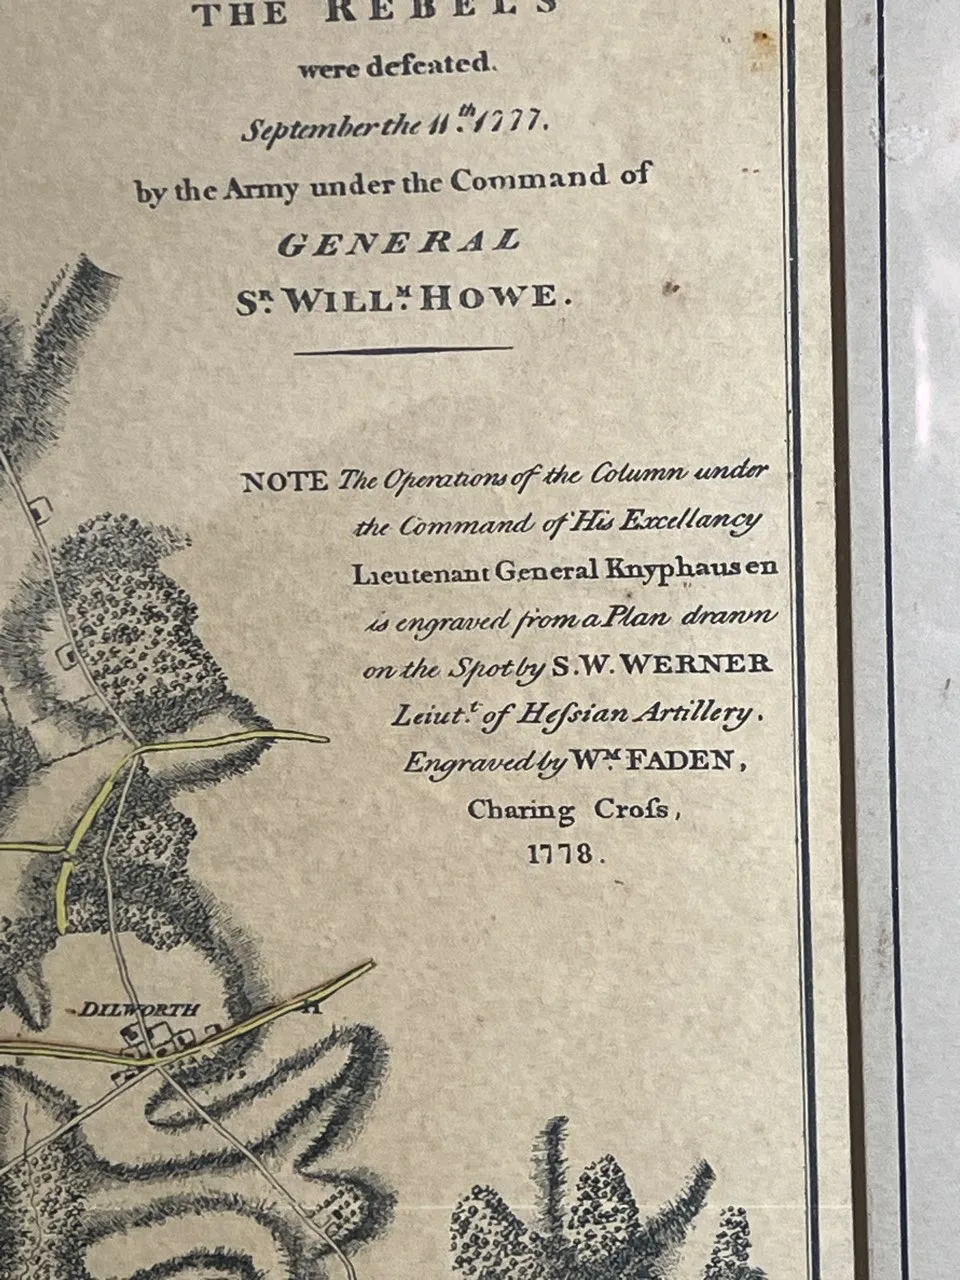 THE REBELS
were defeated.
September the 11.th 1777.
by the Army under the Command of
GENERAL
SR. WILLM. HOWE.
NOTE The Operations of the Column under
the Command of His Excellancy
Lieutenant General Knyphausen
is engraved from a Plan drawn
on the Spot by S.W. WERNER
Leiut.t of Heſsian Artillery.
Engraved by WM. FADEN,
Charing Croſs,
1778.
DILWORTH
H